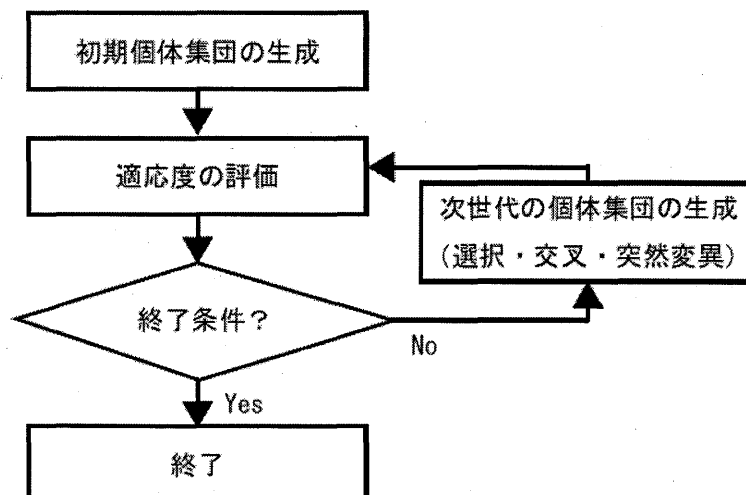 初期個体集団の生成
適応度の評価
次世代の個体集団の生成
(選択・交叉・突然変異)
終了条件?
No
Yes
終了